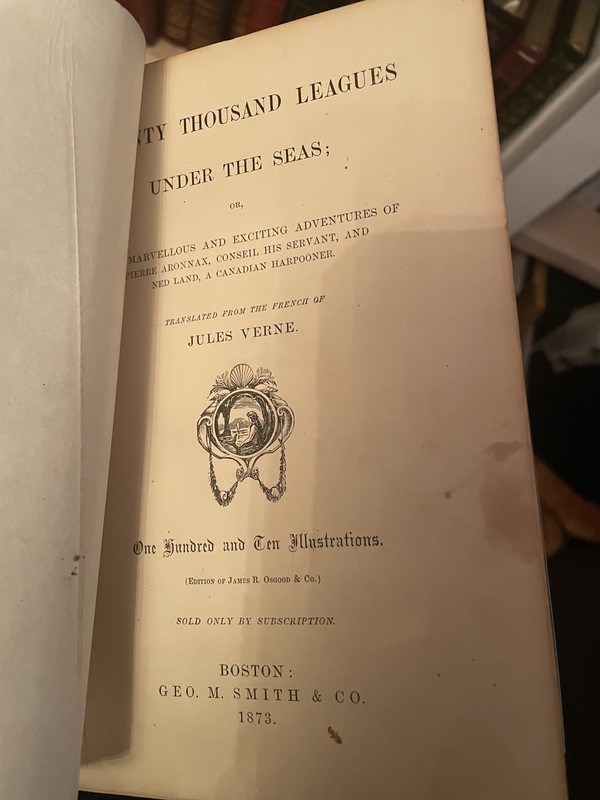 THOUSAND LEAGUES
UNDER THE SEAS;
OR,
MARVELLOUS AND EXCITING ADVENTURES OF
PIERRE ARONNAX, CONSEIL HIS SERVANT, AND
NED LAND, A CANADIAN HARPOONER.
TRANSLATED FROM THE FRENCH OF
JULES VERNE.
One Hundred and Ten Illustrations.
(EDITION OF JAMES R. OSGOOD & CO.)
SOLD ONLY BY SUBSCRIPTION.
BOSTON:
GEO. M. SMITH & CO.
1873.